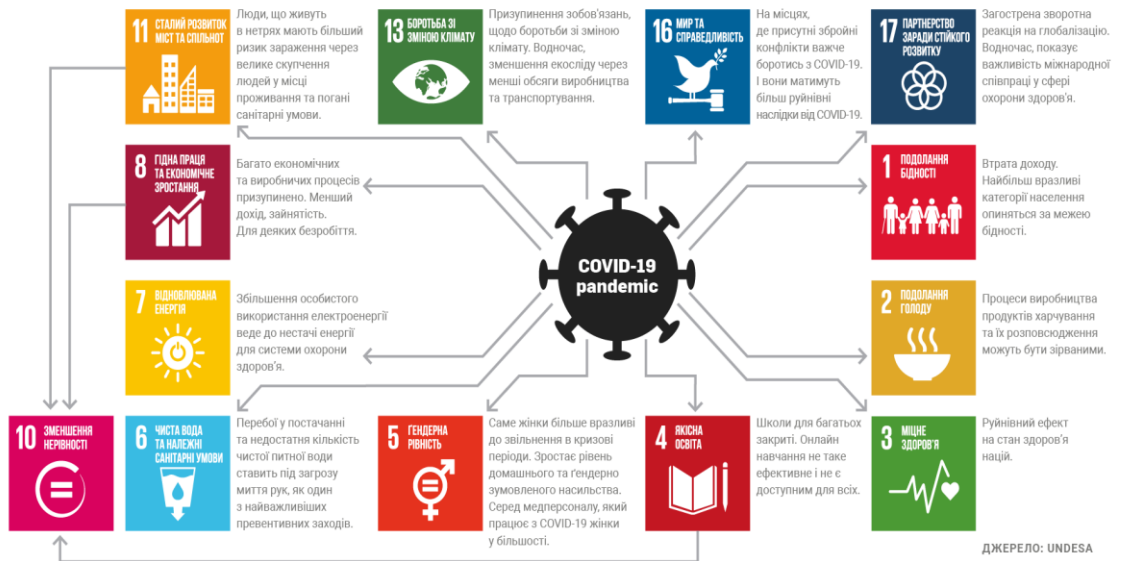 11 СТАЛИЙ РОЗВИТОК
МІСТ ТА СПІЛЬНОТ
Люди, що живуть
в нетрях мають більший
ризик зараження через
велике скупчення
людей у місці
проживання та погані
санітарні умови.
13 БОРОТЬБА ЗІ
ЗМІНОЮ КЛІМАТУ
Призупинення зобов'язань,
щодо боротьби зі зміною
клімату. Водночас,
зменшення екосліду через
менші обсяги виробництва
та транспортування.
16 МИР ТА
СПРАВЕДЛИВІСТЬ
На місцях,
де присутні збройні
конфлікти важче
боротись з COVID-19.
І вони матимуть
більш руйнівні
наслідки від COVID-19.
17 ПАРТНЕРСТВО
ЗАРАДИ СТІЙКОГО
РОЗВИТКУ
Загострена зворотна
реакція на глобалізацію.
Водночас, показує
важливість міжнародної
співпраці у сфері
охорони здоров'я.
8 ГІДНА ПРАЦЯ
ТА ЕКОНОМІЧНЕ
ЗРОСТАННЯ
Багато економічних
та виробничих процесів
призупинено. Менший
дохід, зайнятість.
Для деяких безробіття.
1 ПОДОЛАННЯ
БІДНОСТІ
Втрата доходу.
Найбільш вразливі
категорії населення
опиняться за межею
бідності.
COVID-19
pandemic
7 ВІДНОВЛЮВАНА
ЕНЕРГІЯ
Збільшення особистого
використання електроенергії
веде до нестачі енергії
для системи охорони
здоров'я.
2 ПОДОЛАННЯ
ГОЛОДУ
Процеси виробництва
продуктів харчування
та їх розповсюдження
можуть бути зірваними.
10 ЗМЕНШЕННЯ
НЕРІВНОСТІ
6 ЧИСТА ВОДА
ТА НАЛЕЖНІ
САНІТАРНІ УМОВИ
Перебої у постачанні
та недостатня кількість
чистої питної води
ставить під загрозу
миття рук, як один
з найважливіших
превентивних заходів.
5 ҐЕНДЕРНА
РІВНІСТЬ
Саме жінки більше вразливі
до звільнення в кризові
періоди. Зростає рівень
домашнього та ґендерно
зумовленого насильства.
Серед медперсоналу, який
працює з COVID-19 жінки
у більшості.
4 ЯКІСНА
ОСВІТА
Школи для багатьох
закриті. Онлайн
навчання не таке
ефективне і не є
доступним для всіх.
3 МІЦНЕ
ЗДОРОВ'Я
Руйнівний ефект
на стан здоров'я
націй.
ДЖЕРЕЛО: UNDESA